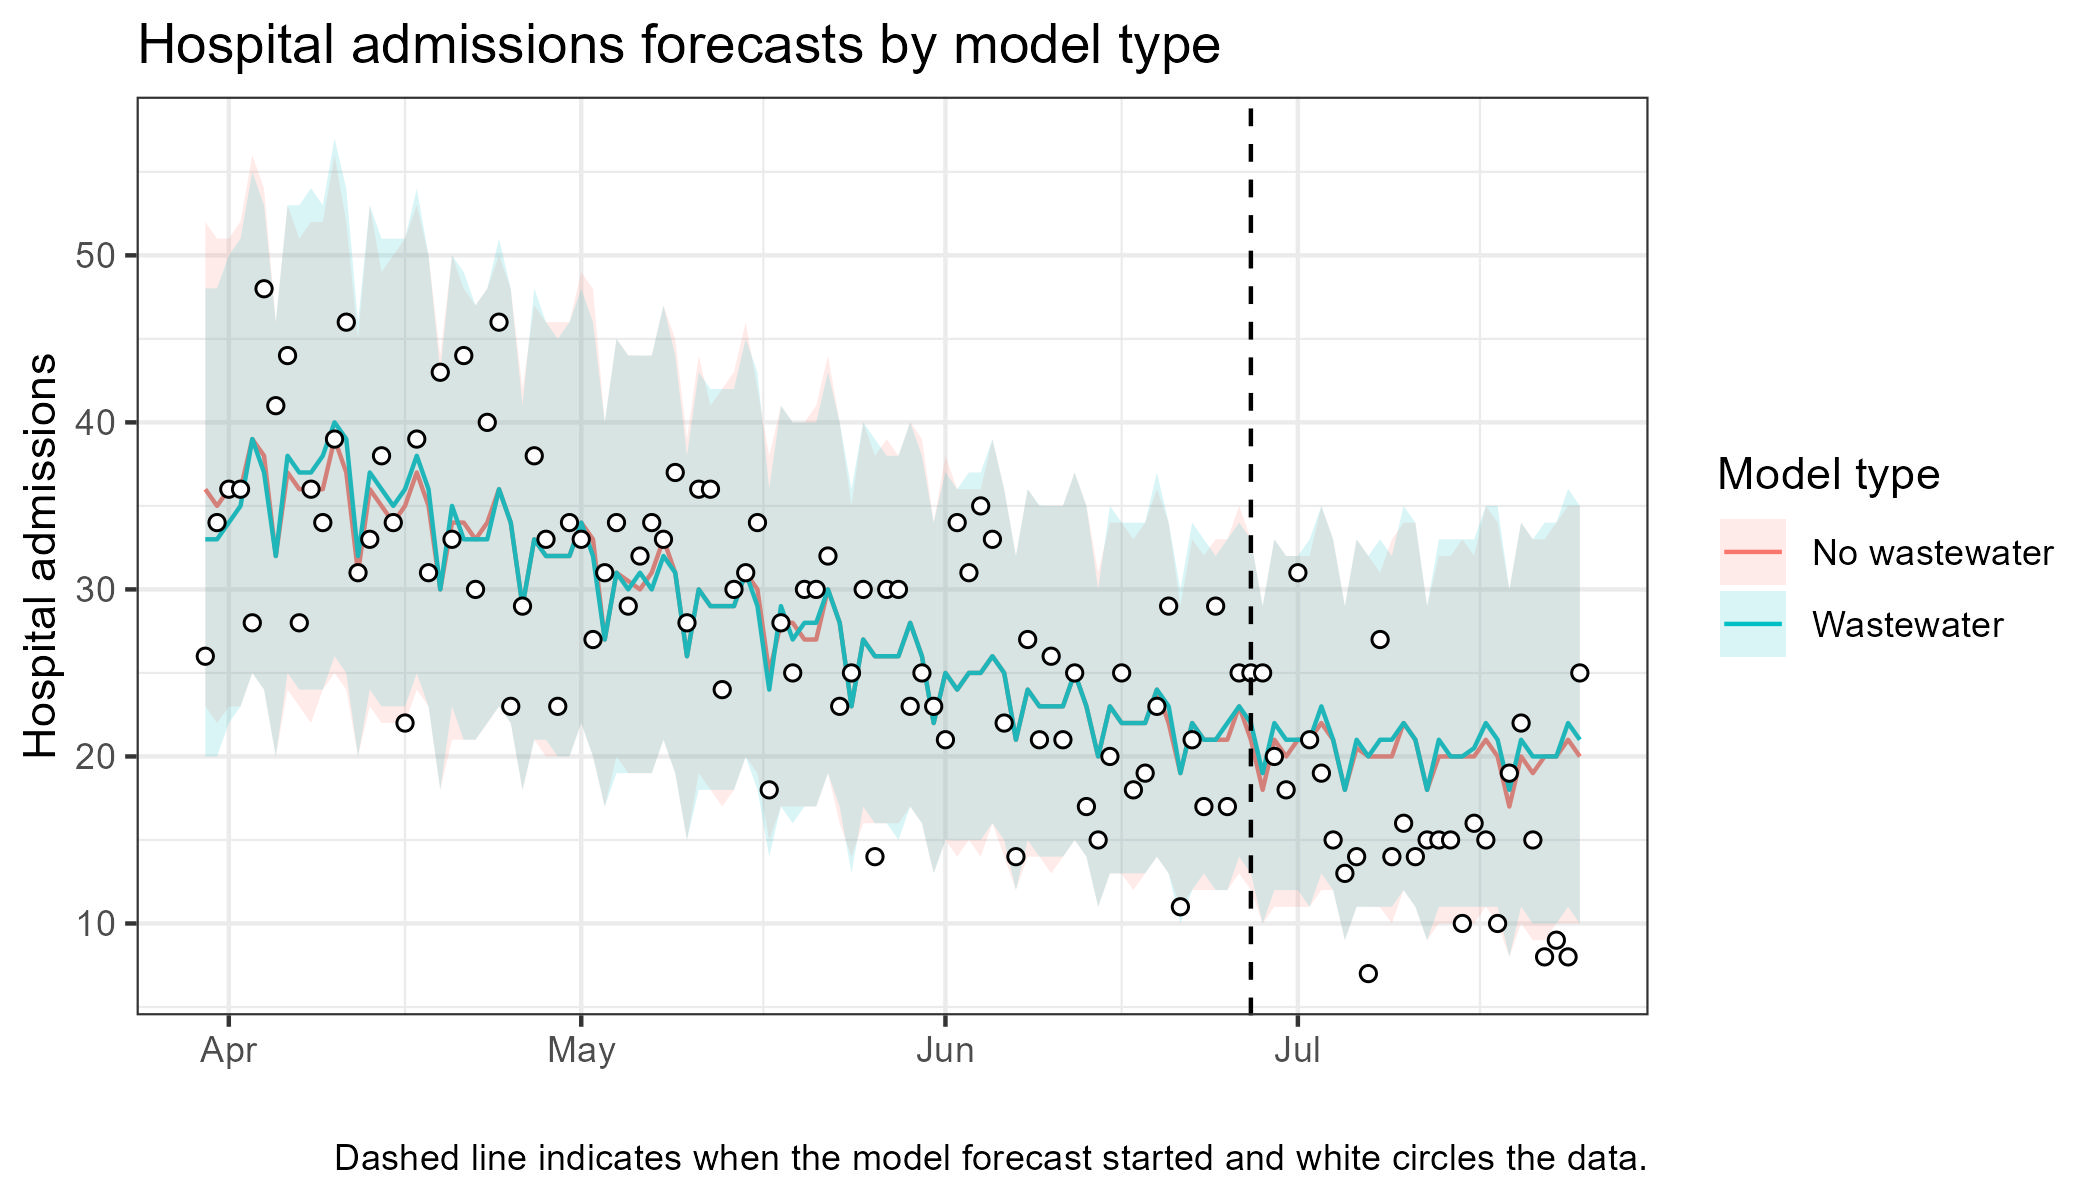 Hospital admissions forecasts by model type
Hospital admissions
50
40
30
20
10
Apr
May
Jun
Jul
Model type
No wastewater
Wastewater
Dashed line indicates when the model forecast started and white circles the data.